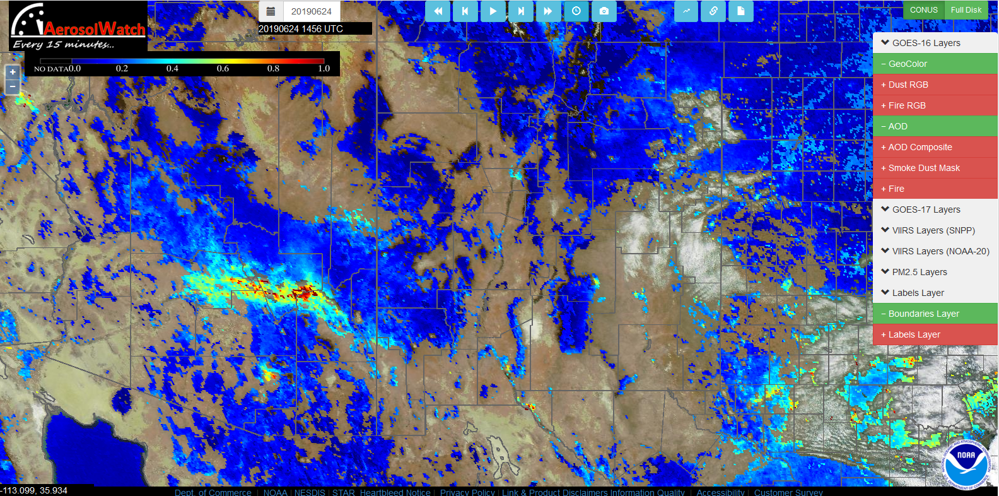 AerosolWatch
Every 15 minutes...
20190624
20190624 1456 UTC
NO DATA 0.0 0.2 0.4 0.6 0.8 1.0
+
−
CONUS Full Disk
GOES-16 Layers
− GeoColor
+ Dust RGB
+ Fire RGB
− AOD
+ AOD Composite
+ Smoke Dust Mask
+ Fire
GOES-17 Layers
VIIRS Layers (SNPP)
VIIRS Layers (NOAA-20)
PM2.5 Layers
Labels Layer
− Boundaries Layer
+ Labels Layer
NOAA
-113.099, 35.934
Dept. of Commerce | NOAA | NESDIS | STAR Heartbleed Notice | Privacy Policy | Link & Product Disclaimers Information Quality | Accessibility | Customer Survey